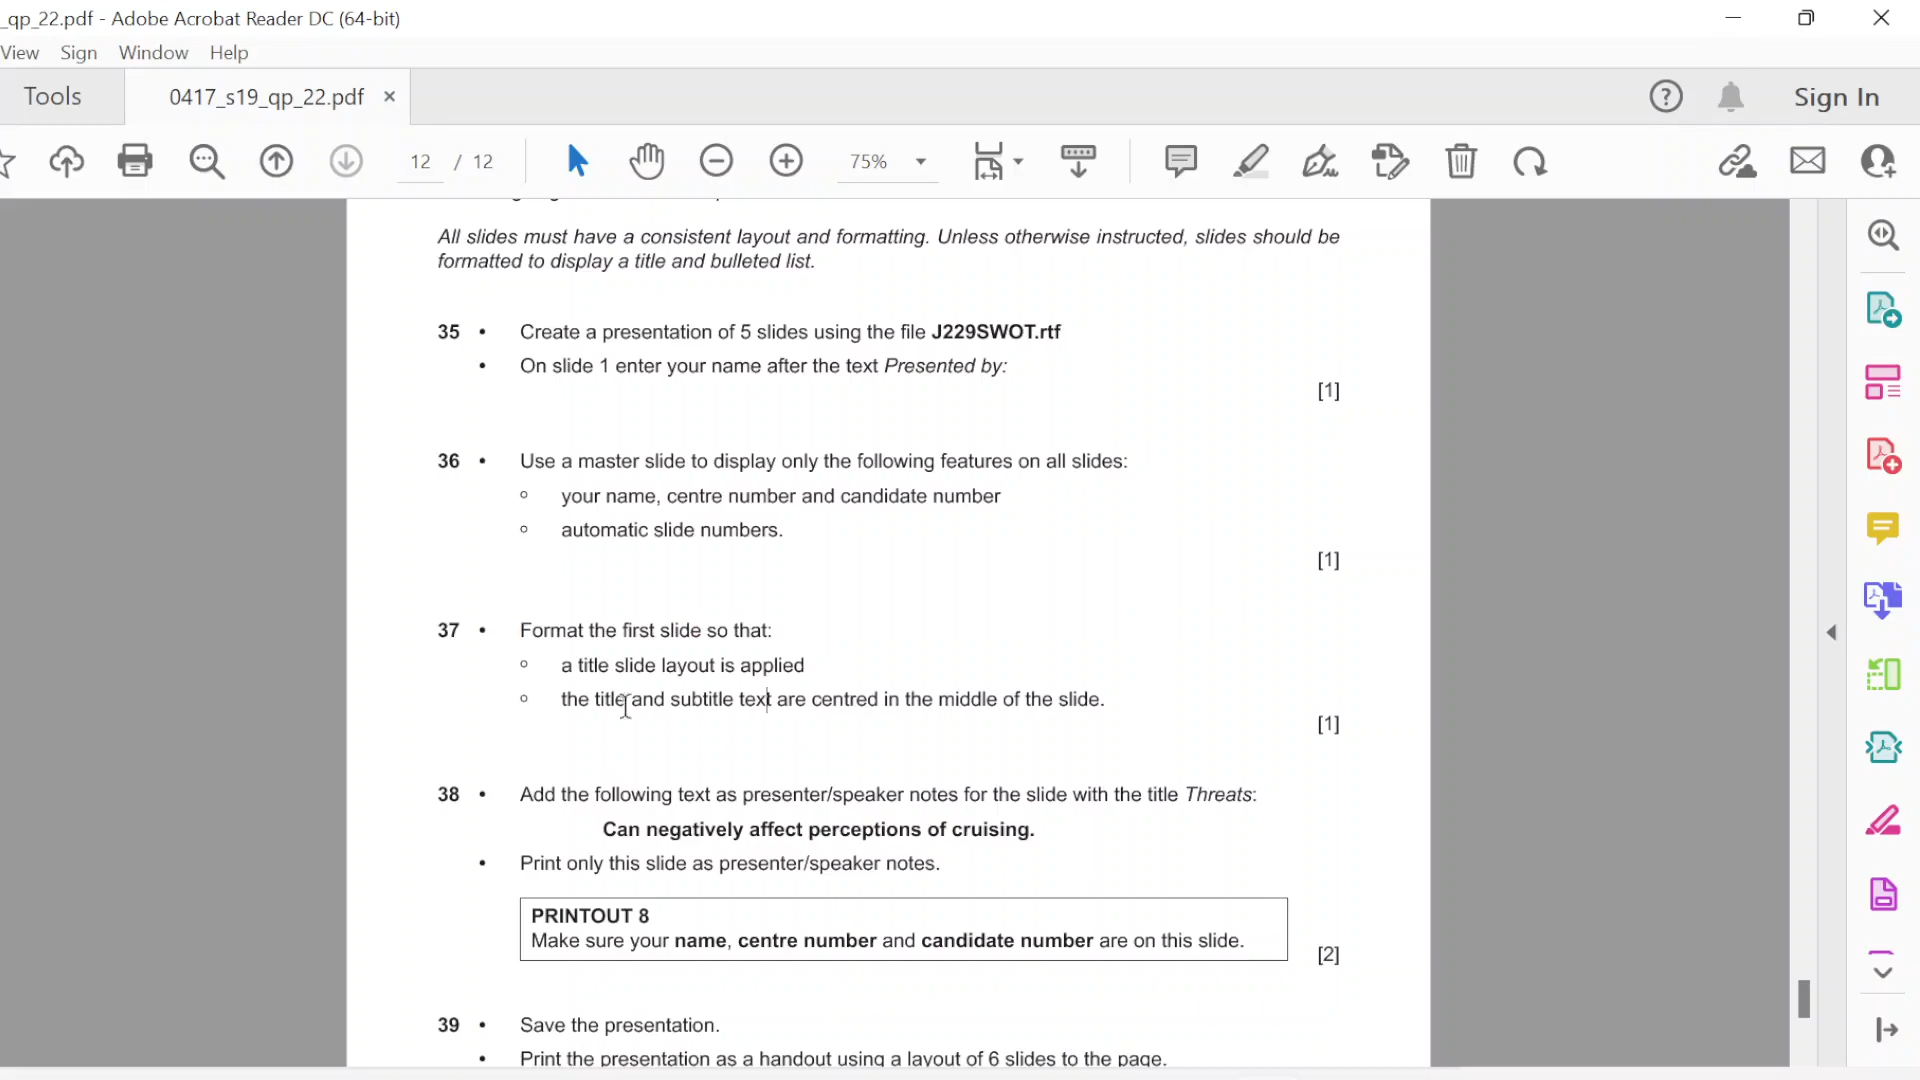 _qp_22.pdf - Adobe Acrobat Reader DC (64-bit)
View Sign Window Help
Tools 0417_s19_qp_22.pdf × Sign In
12 / 12 75%
All slides must have a consistent layout and formatting. Unless otherwise instructed, slides should be
formatted to display a title and bulleted list.
35 • Create a presentation of 5 slides using the file J229SWOT.rtf
• On slide 1 enter your name after the text Presented by:
[1]
36 • Use a master slide to display only the following features on all slides:
° your name, centre number and candidate number
° automatic slide numbers.
[1]
37 • Format the first slide so that:
° a title slide layout is applied
° the title and subtitle text are centred in the middle of the slide.
[1]
38 • Add the following text as presenter/speaker notes for the slide with the title Threats:
Can negatively affect perceptions of cruising.
• Print only this slide as presenter/speaker notes.
PRINTOUT 8
Make sure your name, centre number and candidate number are on this slide.
[2]
39 • Save the presentation.
• Print the presentation as a handout using a layout of 6 slides to the page.